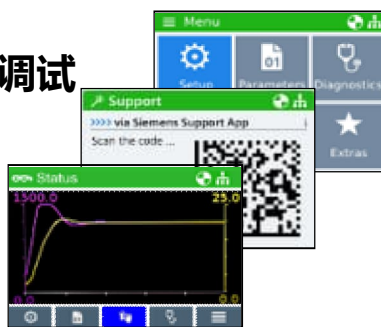 Menu
调试
Setup
Parameters
Diagnostics
Support
>>>> via Siemens Support App
Scan the code ...
Extras
Status
1500.0
25.0
0.0
0.0